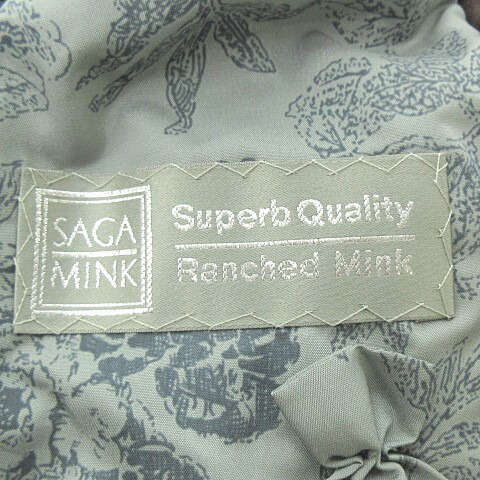 SAGA
MINK
Superb Quality
Ranched Mink